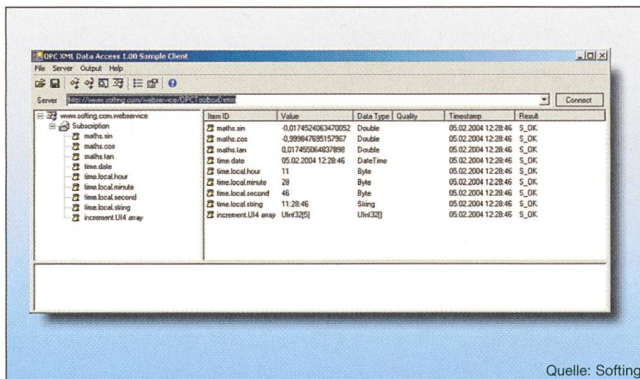 OPC XML Data Access 1.00 Sample Client
File Server Output Help
Server http://www.softing.com/webservice/OPCToolboxExtns Connect
www.softing.com.webservice
Subscription
maths.sin
maths.cos
maths.tan
time.date
time.local.hour
time.local.minute
time.local.second
time.local.string
increment.UI4 array
Item ID Value Data Type Quality Timestamp Result
maths.sin -0,0174524063470052 Double 05.02.2004 12:28:46 S_OK
maths.cos -0,999847695157967 Double 05.02.2004 12:28:46 S_OK
maths.tan 0,0174550648378​98 Double 05.02.2004 12:28:46 S_OK
time.date 05.02.2004 12:28:46 DateTime 05.02.2004 12:28:46 S_OK
time.local.hour 11 Byte 05.02.2004 12:28:46 S_OK
time.local.minute 28 Byte 05.02.2004 12:28:46 S_OK
time.local.second 46 Byte 05.02.2004 12:28:46 S_OK
time.local.string 11:28:46 String 05.02.2004 12:28:46 S_OK
increment.UI4 array UInt32[5] UInt32[] 05.02.2004 12:28:46 S_OK
Quelle: Softing